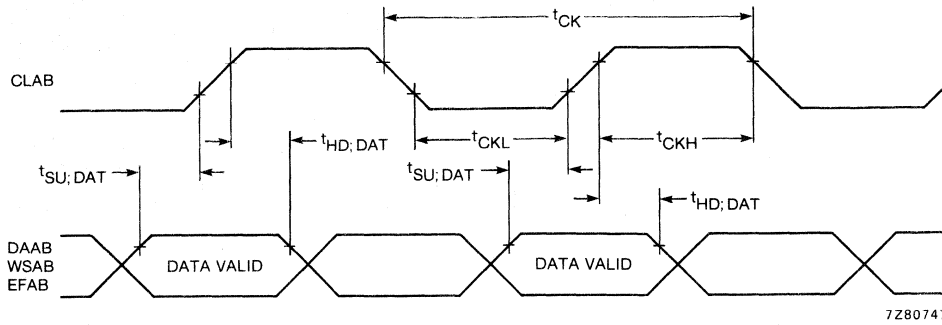 tCK
CLAB
tHD; DAT
tCKL
tCKH
tSU; DAT
tSU; DAT
tHD; DAT
DAAB
WSAB
EFAB
DATA VALID
DATA VALID